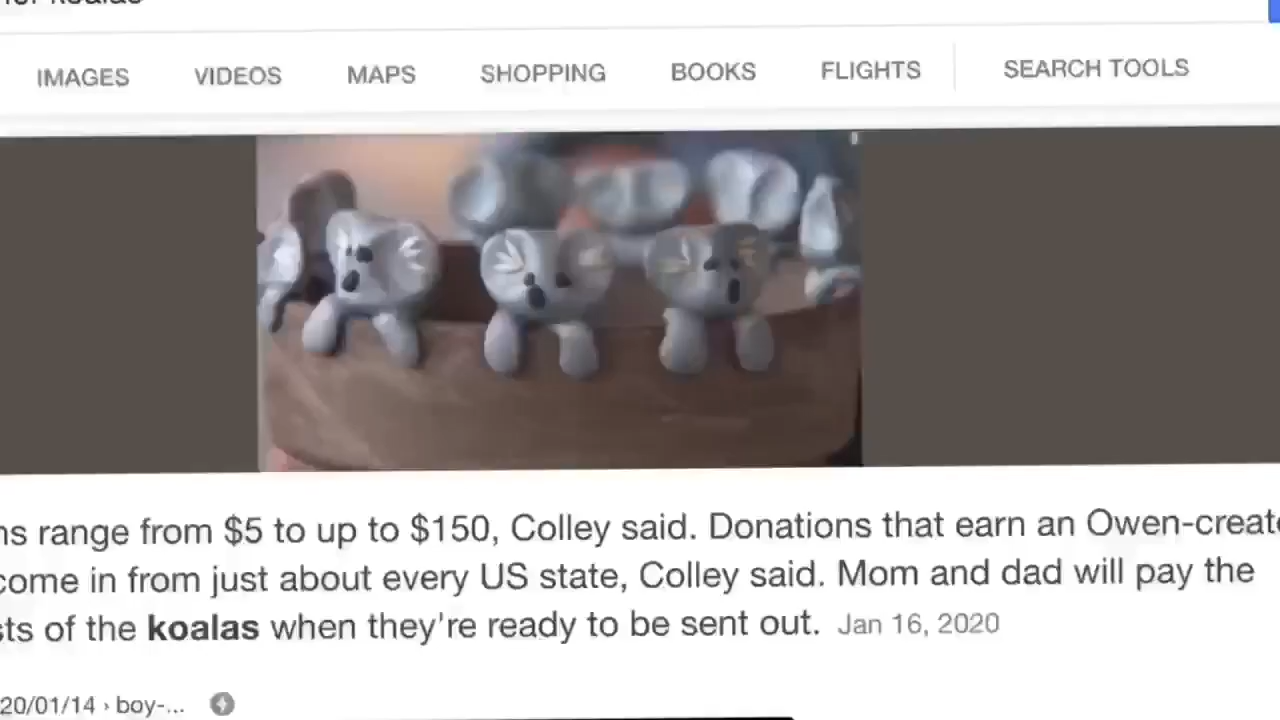 koalas
IMAGES VIDEOS MAPS SHOPPING BOOKS FLIGHTS SEARCH TOOLS
range from $5 to up to $150, Colley said. Donations that earn an Owen-create
come in from just about every US state, Colley said. Mom and dad will pay the
of the koalas when they're ready to be sent out. Jan 16, 2020
20/01/14 › boy-...